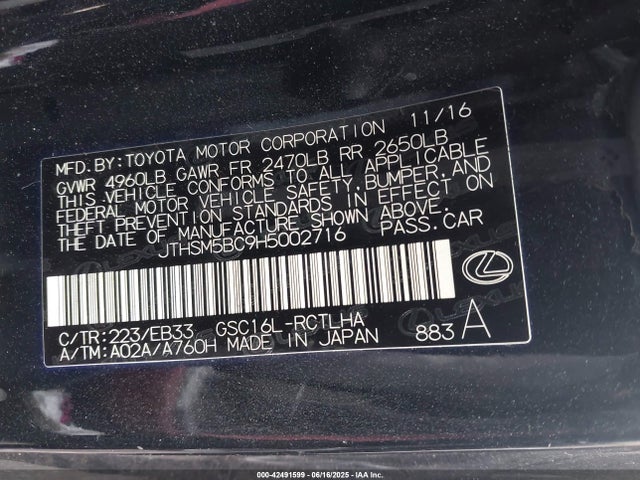 MFD.BY:TOYOTA MOTOR CORPORATION 11/16
GVWR 4960LB GAWR FR 2470LB RR 2650LB
THIS VEHICLE CONFORMS TO ALL APPLICABLE
FEDERAL MOTOR VEHICLE SAFETY,BUMPER,AND
THEFT PREVENTION STANDARDS IN EFFECT ON
THE DATE OF MANUFACTURE SHOWN ABOVE.
JTHSM5BC9H5002716 PASS.CAR
C/TR:223/EB33 GSC16L-RCTLHA
A/TM:A02A/A760H MADE IN JAPAN 883A
LEXUS
000-42491599 - 06/16/2025 - IAA Inc.